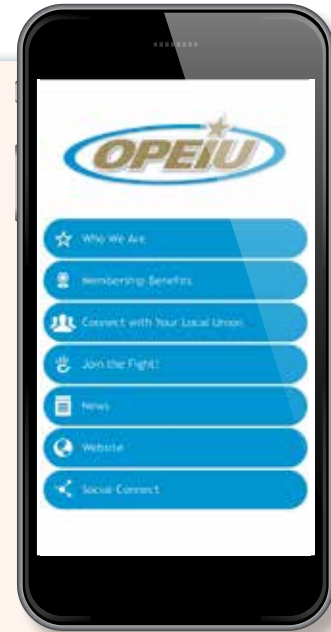 OPEIU
Who We Are
Membership Benefits
Connect with Your Local Union
Join the Fight!
News
Website
Social Connect